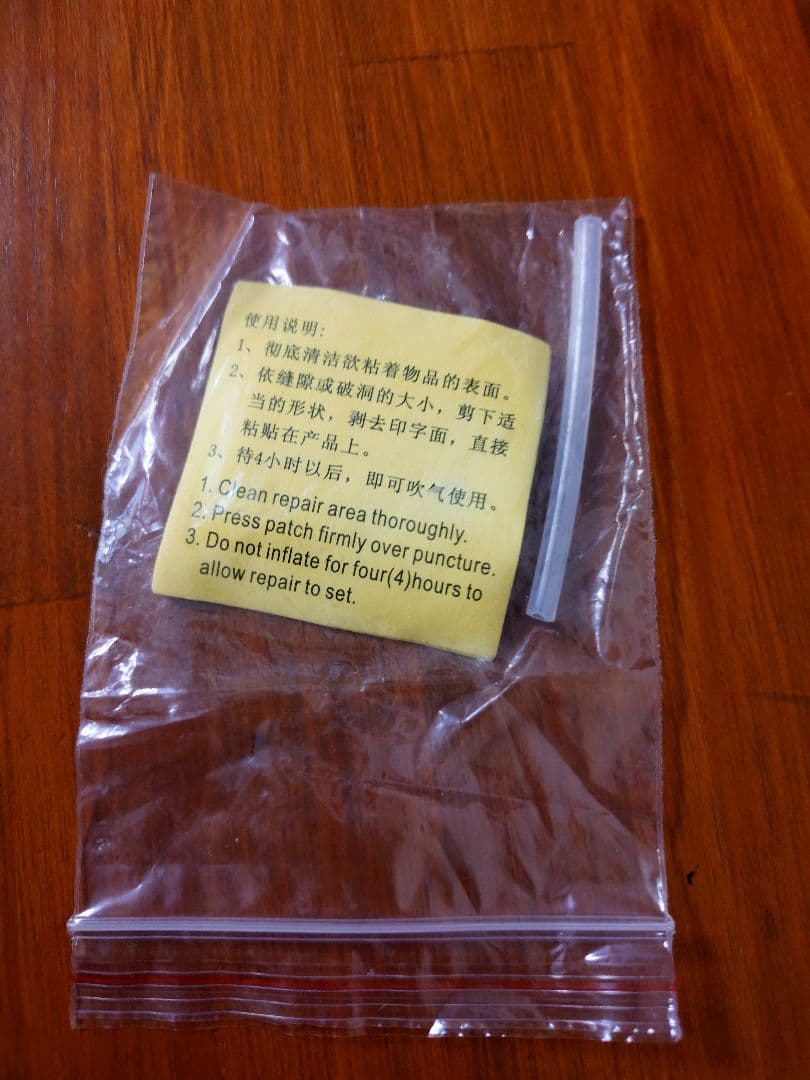 使用说明:
1、彻底清洁欲粘着物品的表面。
2、依缝隙或破洞的大小，剪下适
当的形状，剥去印字面，直接
粘贴在产品上。
3、待4小时以后，即可吹气使用。
1. Clean repair area thoroughly.
2. Press patch firmly over puncture.
3. Do not inflate for four(4)hours to
allow repair to set.